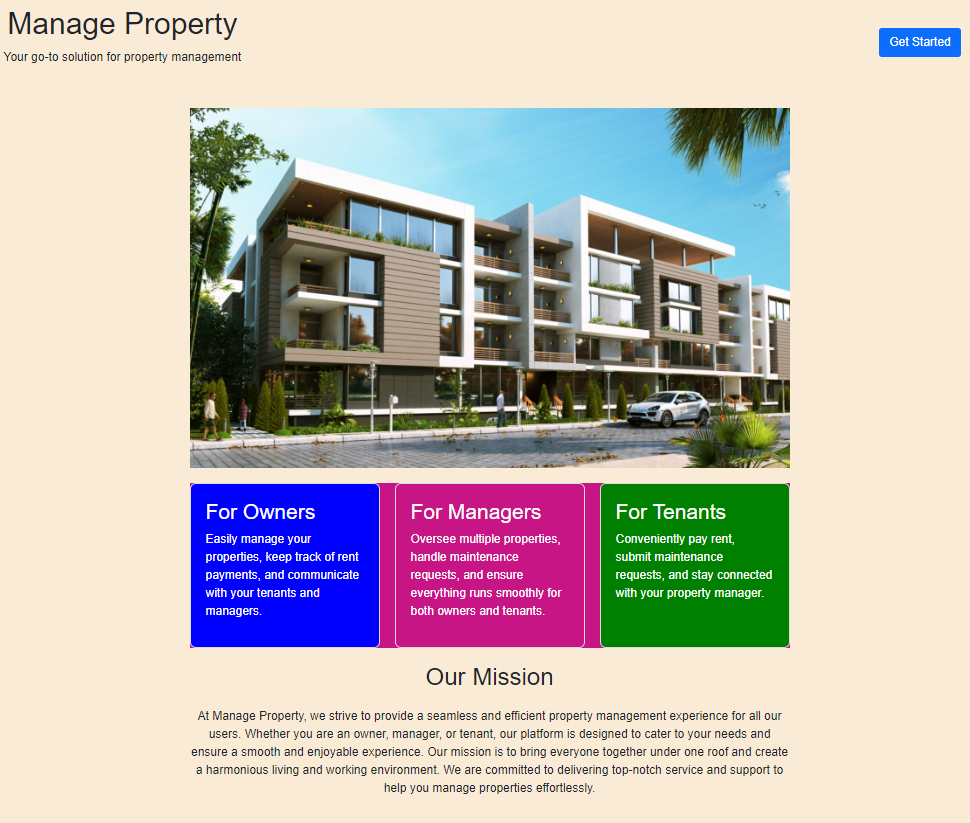 Manage Property
Your go-to solution for property management
Get Started
For Owners
Easily manage your
properties, keep track of rent
payments, and communicate
with your tenants and
managers.
For Managers
Oversee multiple properties,
handle maintenance
requests, and ensure
everything runs smoothly for
both owners and tenants.
For Tenants
Conveniently pay rent,
submit maintenance
requests, and stay connected
with your property manager.
Our Mission
At Manage Property, we strive to provide a seamless and efficient property management experience for all our
users. Whether you are an owner, manager, or tenant, our platform is designed to cater to your needs and
ensure a smooth and enjoyable experience. Our mission is to bring everyone together under one roof and create
a harmonious living and working environment. We are committed to delivering top-notch service and support to
help you manage properties effortlessly.